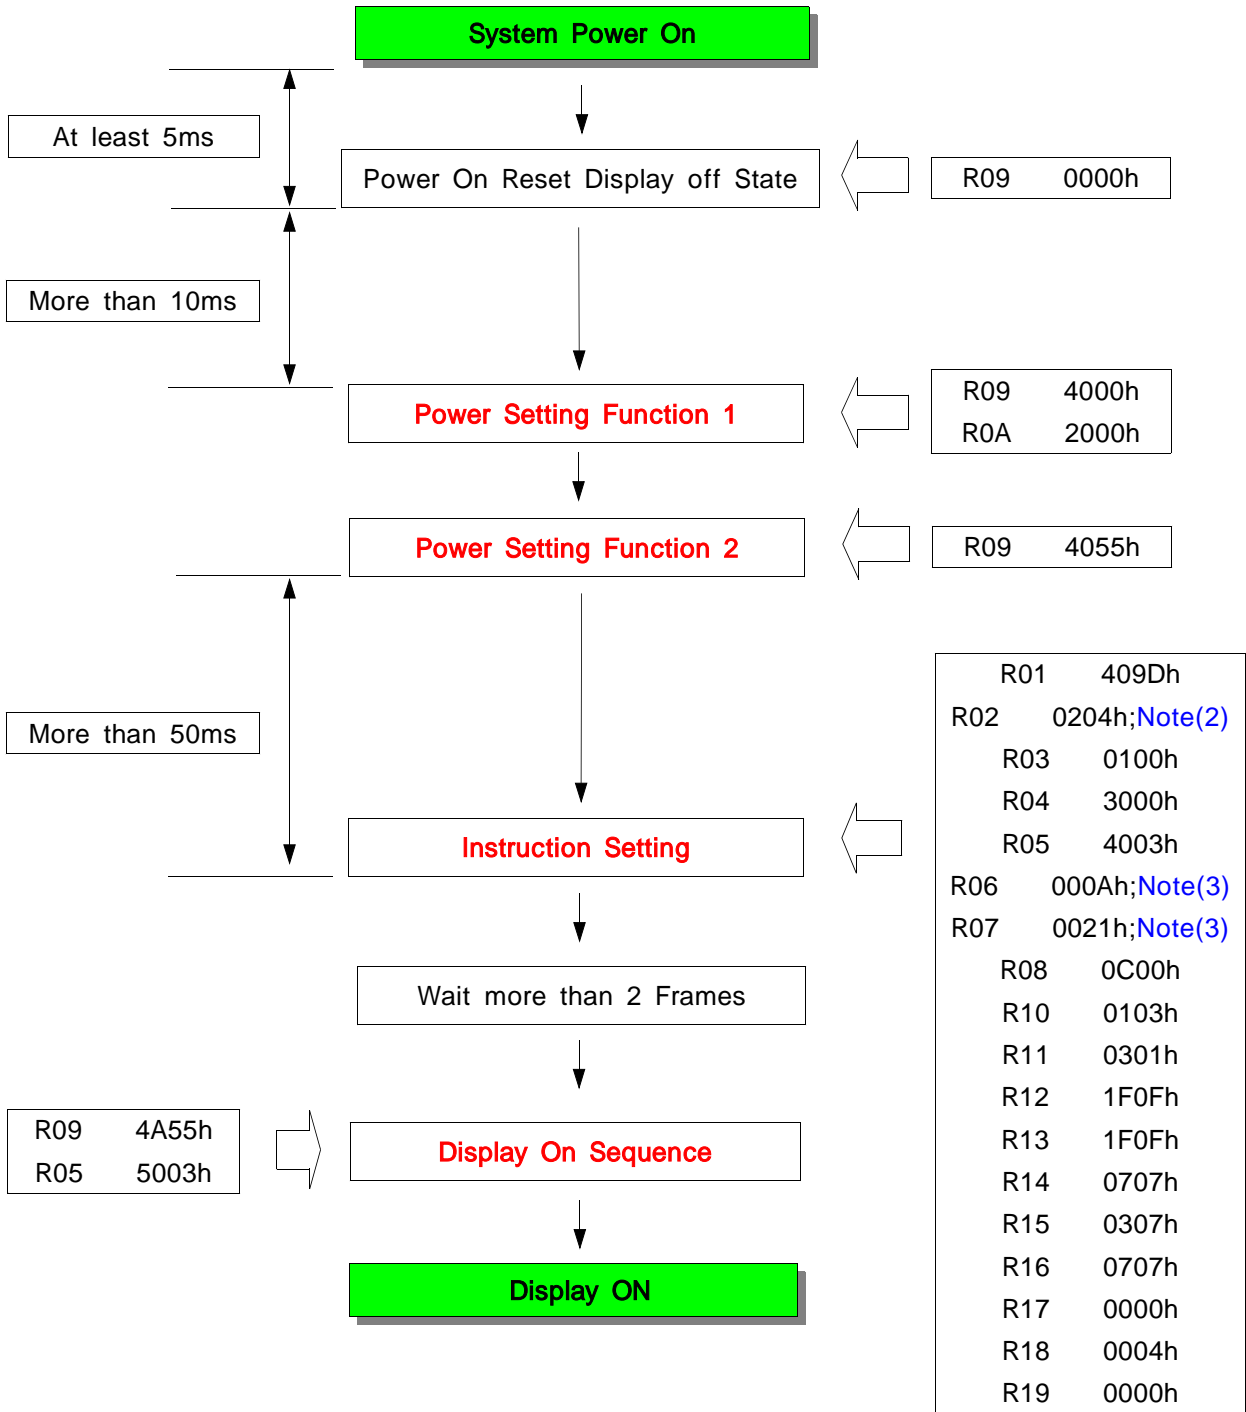 System Power On
At least 5ms
Power On Reset Display off State
R09 0000h
More than 10ms
Power Setting Function 1
R09 4000h
R0A 2000h
Power Setting Function 2
R09 4055h
More than 50ms
Instruction Setting
R01 409Dh
R02 0204h;Note(2)
R03 0100h
R04 3000h
R05 4003h
R06 000Ah;Note(3)
R07 0021h;Note(3)
R08 0C00h
R10 0103h
R11 0301h
R12 1F0Fh
R13 1F0Fh
R14 0707h
R15 0307h
R16 0707h
R17 0000h
R18 0004h
R19 0000h
Wait more than 2 Frames
R09 4A55h
R05 5003h
Display On Sequence
Display ON